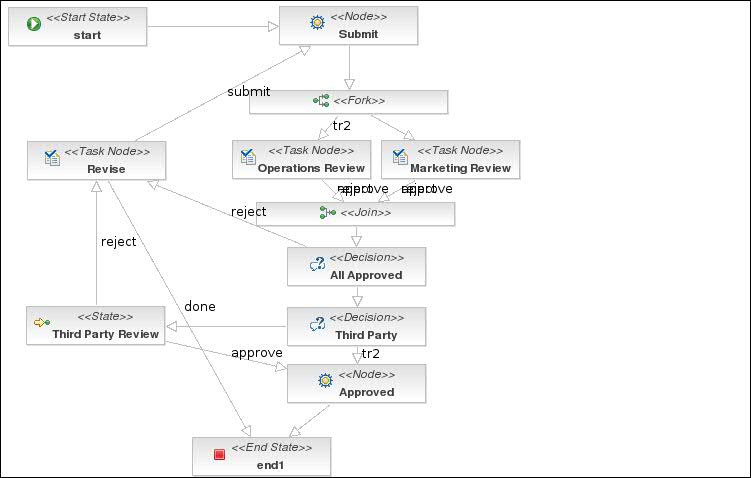 <<Start State>>
start
<<Node>>
Submit
submit
<<Fork>>
tr2
<<Task Node>>
Revise
<<Task Node>>
Operations Review
<<Task Node>>
Marketing Review
reject
approve
reject
approve
reject
<<Join>>
reject
<<Decision>>
All Approved
done
<<State>>
Third Party Review
<<Decision>>
Third Party
approve
tr2
<<Node>>
Approved
<<End State>>
end1